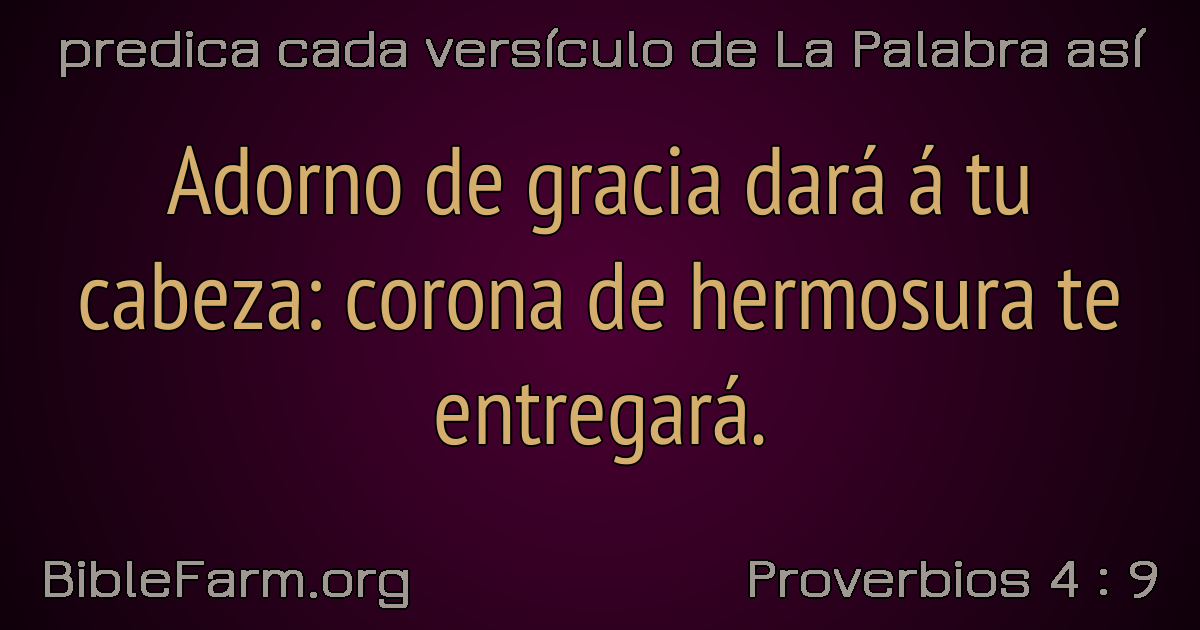 predica cada versículo de La Palabra así
Adorno de gracia dará á tu
cabeza: corona de hermosura te
entregará.
BibleFarm.org
Proverbios 4 : 9